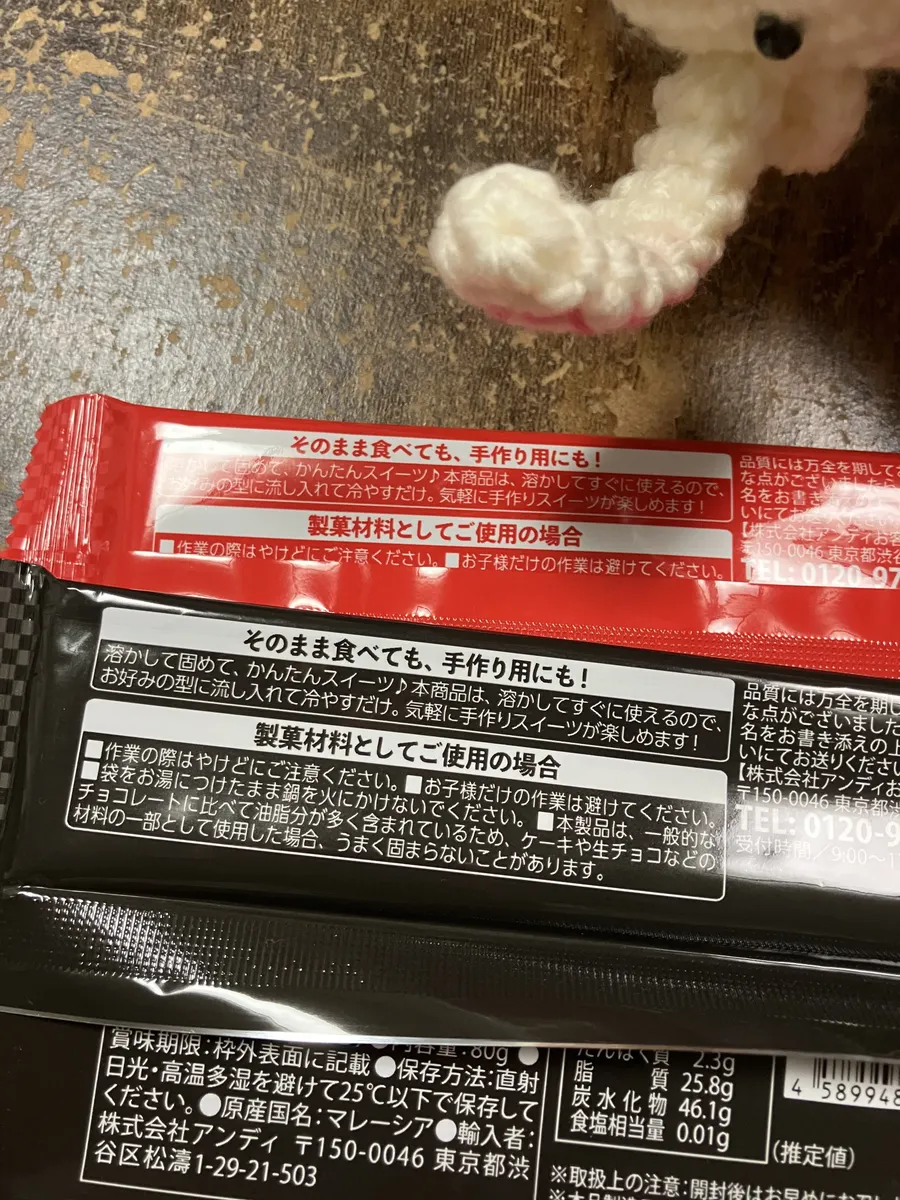 そのまま食べても、手作り用にも!
して固めて、かんたんスイーツ♪本商品は、溶かしてすぐに使えるので、
好みの型に流し入れて冷やすだけ。気軽に手作りスイーツが楽しめます!
製菓材料としてご使用の場合
■作業の際はやけどにご注意ください。■お子様だけの作業は避けてください。
品質には万全を期して
な点がございましたら
名をお書き添え
いにてお
【株式会社アンディお客
〒150-0046 東京都渋谷
TEL: 0120-97
そのまま食べても、手作り用にも!
溶かして固めて、かんたんスイーツ♪本商品は、溶かしてすぐに使えるので、
お好みの型に流し入れて冷やすだけ。気軽に手作りスイーツが楽しめます!
製菓材料としてご使用の場合
■作業の際はやけどにご注意ください。■お子様だけの作業は避けてください。
■袋をお湯につけたまま鍋を火にかけないでください。■本製品は、一般的な
チョコレートに比べて油脂分が多く含まれているため、ケーキや生チョコなどの
材料の一部として使用した場合、うまく固まらないことがあります。
品質には万全を期し
な点がございました
名をお書き添えの上
いにてお送りくださ
【株式会社アンディお
〒150-0046 東京都
TEL: 0120-9
受付時間/9:00〜1
賞味期限:枠外表面に記載●内容量:80g●
保存方法:直射
日光・高温多湿を避けて25℃以下で保存して
ください。●原産国名:マレーシア●輸入者:
株式会社アンディ 〒150-0046 東京都渋
谷区松濤1-29-21-503
たんぱく質 2.3g
脂質 25.8g
炭水化物 46.1g
食塩相当量 0.01g
(推定値)
4 589948
※取扱上の注意:開封後はお早めに